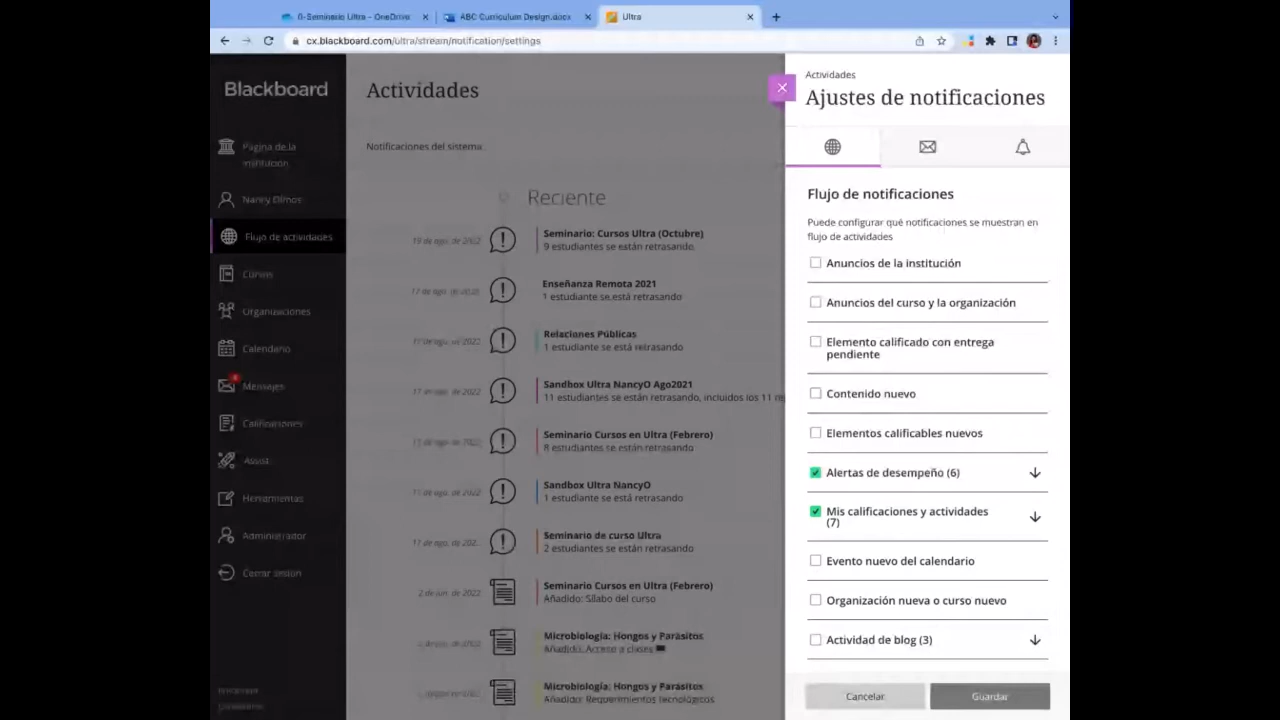 0-Seminario Ultra - OneDrive
ABC Curriculum Design.docx
Ultra
cx.blackboard.com/ultra/stream/notification/settings
Blackboard
Página de la
institución
Nancy Olmos
Flujo de actividades
Cursos
Organizaciones
Calendario
Mensajes
Calificaciones
Assist
Herramientas
Administrador
Cerrar sesión
Actividades
Notificaciones del sistema
Reciente
Seminario: Cursos Ultra (Octubre)
9 estudiantes se están retrasando
Enseñanza Remota 2021
1 estudiante se está retrasando
Relaciones Públicas
1 estudiante se está retrasando
Sandbox Ultra NancyO Ago2021
11 estudiantes se están retrasando, incluidos los 11 re
Seminario Cursos en Ultra (Febrero)
8 estudiantes se están retrasando
Sandbox Ultra NancyO
1 estudiante se está retrasando
Seminario de curso Ultra
2 estudiantes se están retrasando
2 de jun. de 2022
Seminario Cursos en Ultra (Febrero)
Añadido: Sílabo del curso
Microbiología: Hongos y Parásitos
Añadido: Acceso a clases
Microbiología: Hongos y Parásitos
Añadido: Requerimientos tecnológicos
Actividades
Ajustes de notificaciones
Flujo de notificaciones
Puede configurar qué notificaciones se muestran en
flujo de actividades
Anuncios de la institución
Anuncios del curso y la organización
Elemento calificado con entrega
pendiente
Contenido nuevo
Elementos calificables nuevos
Alertas de desempeño (6)
Mis calificaciones y actividades
(7)
Evento nuevo del calendario
Organización nueva o curso nuevo
Actividad de blog (3)
Cancelar
Guardar